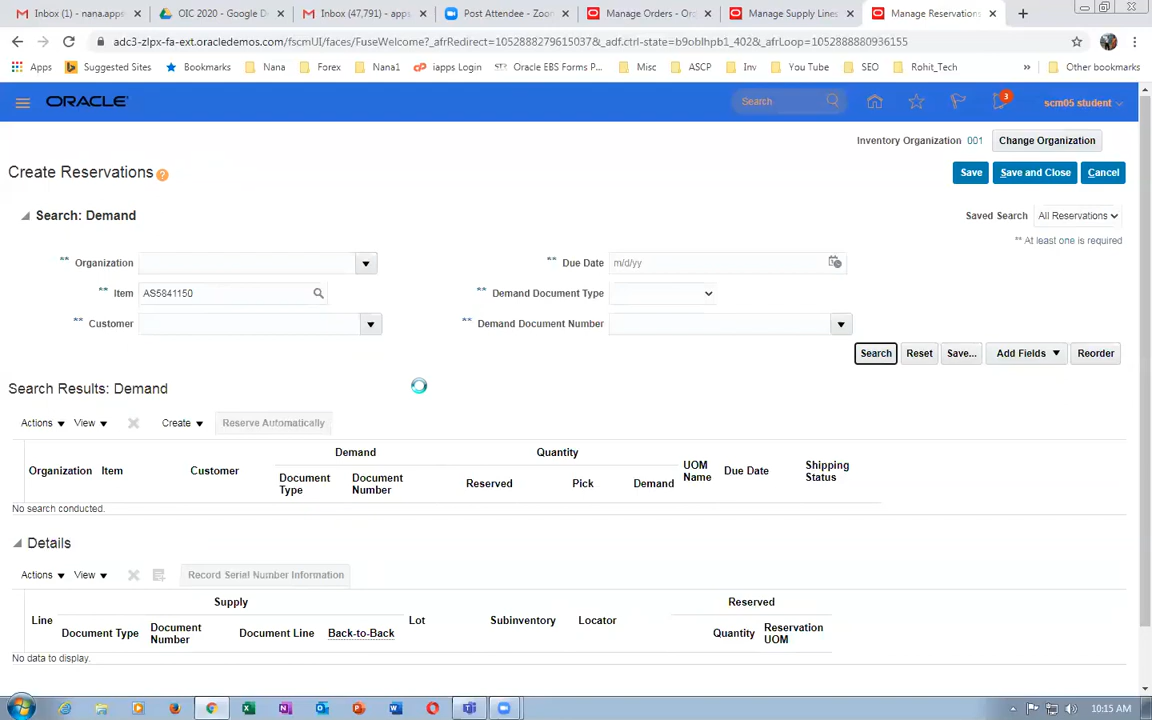 Inbox (1) - nana.apps
OIC 2020 - Google D
Inbox (47,791) - apps
Post Attendee - Zoo
Manage Orders - Or
Manage Supply Lines
Manage Reservations
adc3-zlpx-fa-ext.oracledemos.com/fscmUI/faces/FuseWelcome?_afrRedirect=10528882796150378_adf.ctrl-state=b9oblhpb1_402&_afrLoop=1052888880936155
Apps Suggested Sites Bookmarks Nana Forex Nana1 iapps Login Oracle EBS Forms P... Misc ASCP Inv You Tube SEO Rohit_Tech » Other bookmarks
ORACLE Search 3 scm05 student
Inventory Organization 001 Change Organization
Create Reservations ? Save Save and Close Cancel
Search: Demand Saved Search All Reservations
** At least one is required
** Organization ** Due Date m/d/yy
** Item AS5841150 ** Demand Document Type
** Customer ** Demand Document Number
Search Reset Save... Add Fields Reorder
Search Results: Demand
Actions View Create Reserve Automatically
Demand Quantity
Organization Item Customer Document Type Document Number Reserved Pick Demand UOM Name Due Date Shipping Status
No search conducted.
Details
Actions View Record Serial Number Information
Supply Reserved
Line Document Type Document Number Document Line Back-to-Back Lot Subinventory Locator Quantity Reservation UOM
No data to display.
10:15 AM